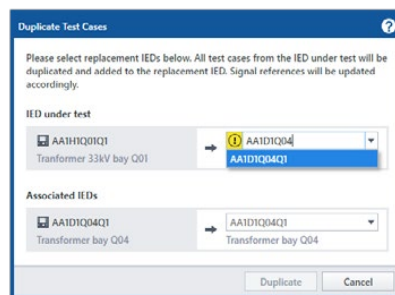 Duplicate Test Cases
Please select replacement IEDs below. All test cases from the IED under test will be
duplicated and added to the replacement IED. Signal references will be updated
accordingly.
IED under test
AA1H1Q01Q1
Tranformer 33kV bay Q01
AA1D1Q04
AA1D1Q04Q1
Associated IEDs
AA1D1Q04Q1
Transformer bay Q04
AA1D1Q04Q1
Transformer bay Q04
Duplicate
Cancel